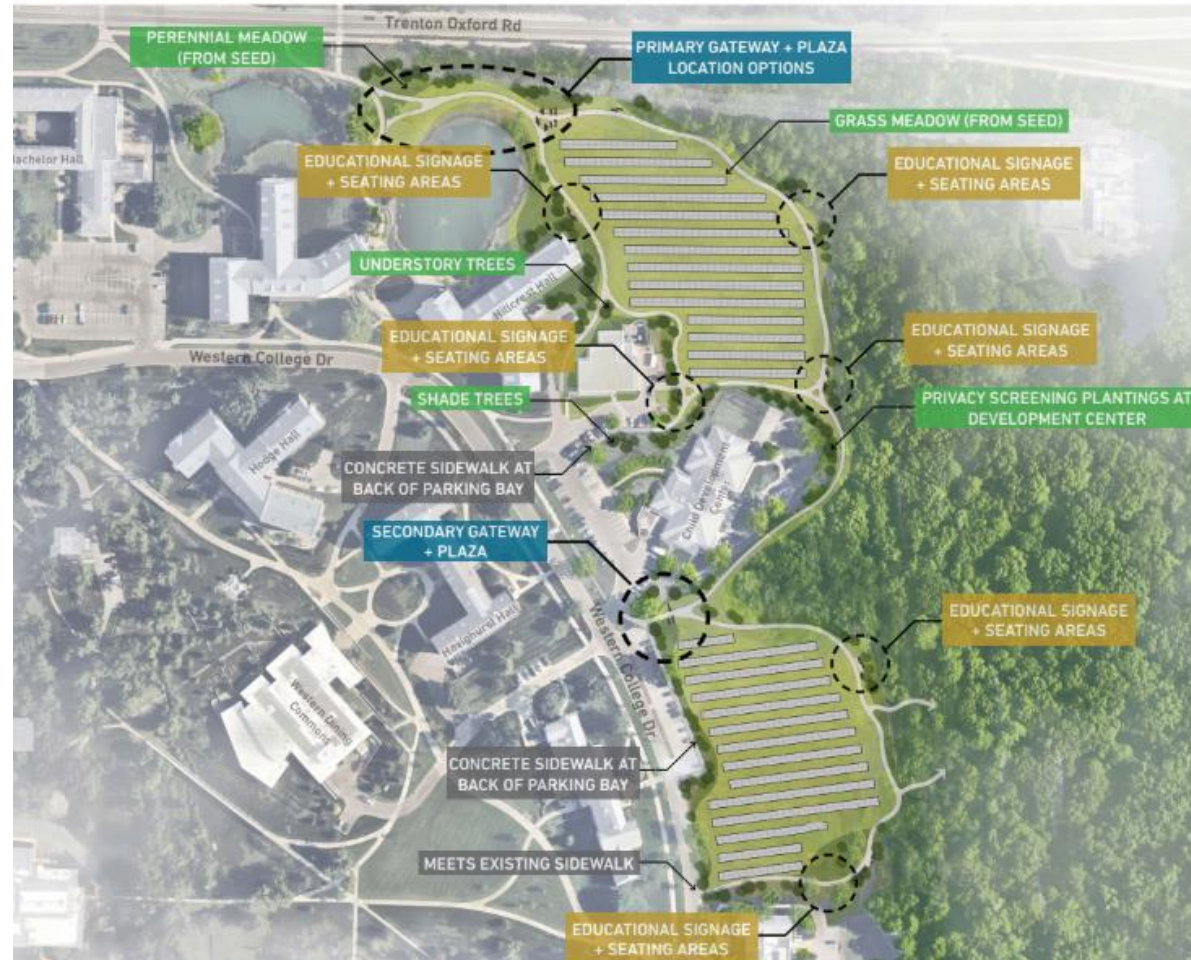 Trenton Oxford Rd
PERENNIAL MEADOW
(FROM SEED)
PRIMARY GATEWAY + PLAZA
LOCATION OPTIONS
GRASS MEADOW (FROM SEED)
Bachelor Hall
EDUCATIONAL SIGNAGE
+ SEATING AREAS
EDUCATIONAL SIGNAGE
+ SEATING AREAS
UNDERSTORY TREES
Hillcrest Hall
EDUCATIONAL SIGNAGE
+ SEATING AREAS
EDUCATIONAL SIGNAGE
+ SEATING AREAS
Western College Dr
SHADE TREES
PRIVACY SCREENING PLANTINGS AT
DEVELOPMENT CENTER
Hodge Hall
CONCRETE SIDEWALK AT
BACK OF PARKING BAY
Child Development
Center
SECONDARY GATEWAY
+ PLAZA
Havighurst Hall
EDUCATIONAL SIGNAGE
+ SEATING AREAS
Western College Dr
Western Dining
Commons
CONCRETE SIDEWALK AT
BACK OF PARKING BAY
MEETS EXISTING SIDEWALK
EDUCATIONAL SIGNAGE
+ SEATING AREAS